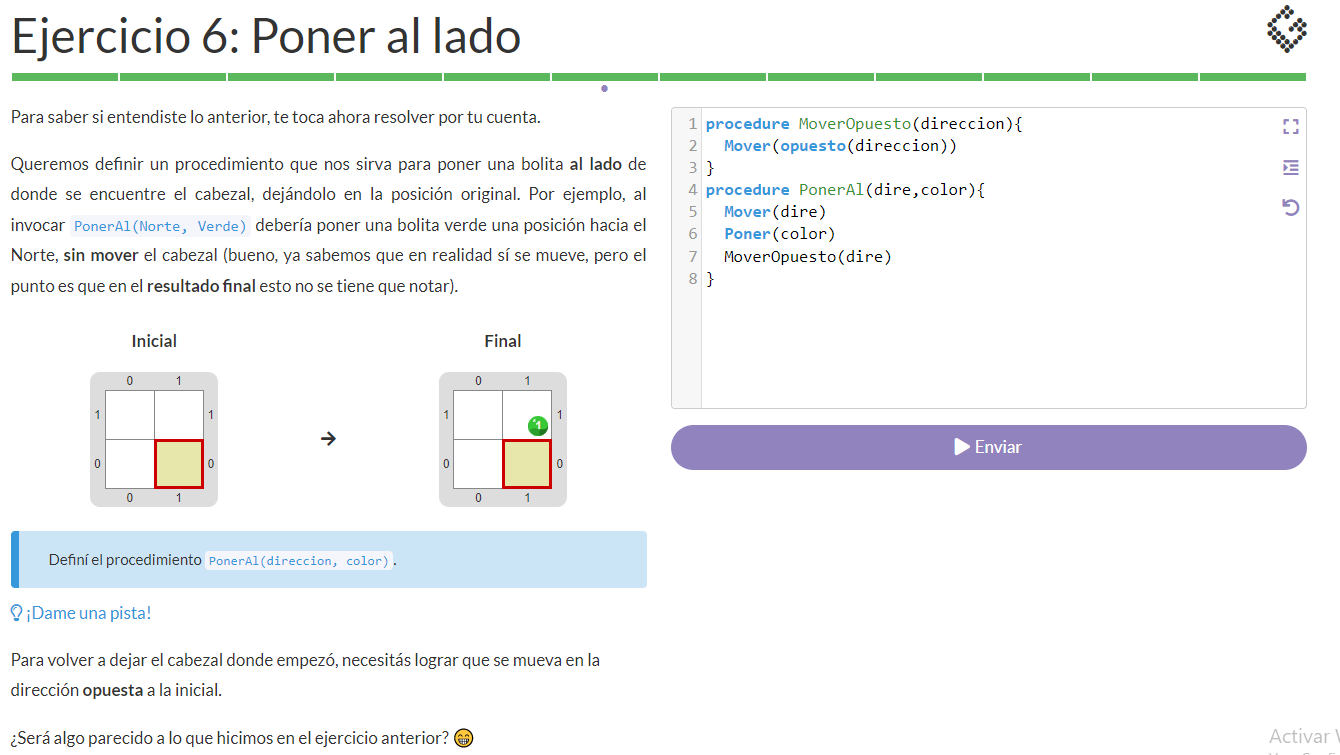 Ejercicio 6: Poner al lado
Para saber si entendiste lo anterior, te toca ahora resolver por tu cuenta.
Queremos definir un procedimiento que nos sirva para poner una bolita al lado de
donde se encuentre el cabezal, dejándolo en la posición original. Por ejemplo, al
invocar PonerAl(Norte, Verde) debería poner una bolita verde una posición hacia el
Norte, sin mover el cabezal (bueno, ya sabemos que en realidad sí se mueve, pero el
punto es que en el resultado final esto no se tiene que notar).
Inicial
0 1
1 1
0 0
0 1
Final
0 1
1 1 1
0 0
0 1
Definí el procedimiento PonerAl(direccion, color).
¡Dame una pista!
Para volver a dejar el cabezal donde empezó, necesitás lograr que se mueva en la
dirección opuesta a la inicial.
¿Será algo parecido a lo que hicimos en el ejercicio anterior?
1 procedure MoverOpuesto(direccion){
2 Mover(opuesto(direccion))
3 }
4 procedure PonerAl(dire,color){
5 Mover(dire)
6 Poner(color)
7 MoverOpuesto(dire)
8 }
Enviar
Activar